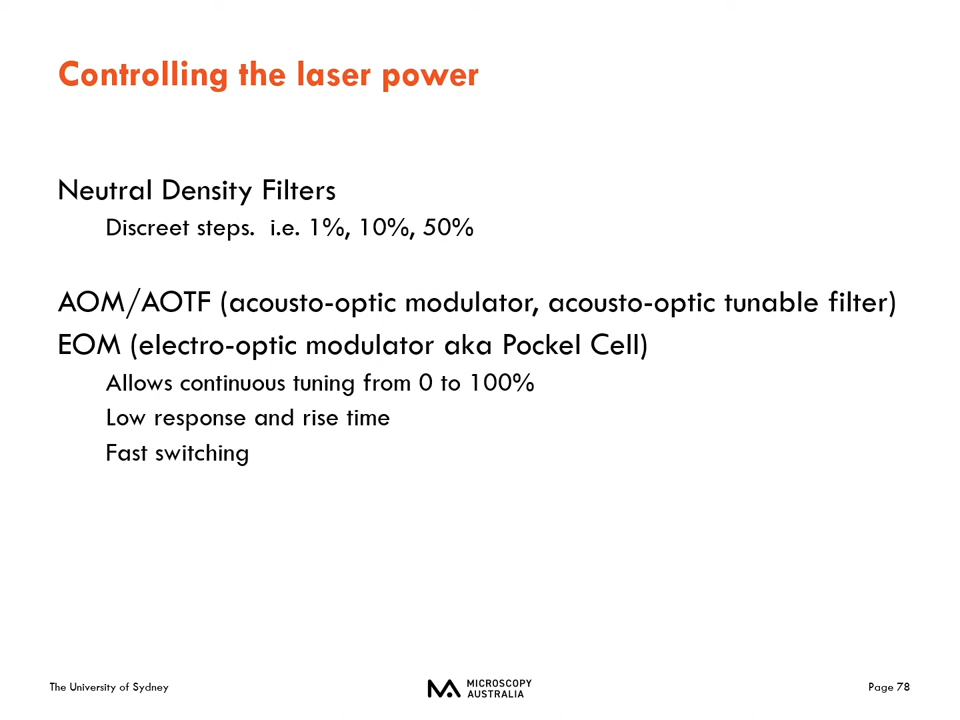 Controlling the laser power
Neutral Density Filters
Discreet steps.  i.e. 1%, 10%, 50%
AOM/AOTF (acousto-optic modulator, acousto-optic tunable filter)
EOM (electro-optic modulator aka Pockel Cell)
Allows continuous tuning from 0 to 100%
Low response and rise time
Fast switching
The University of Sydney
MICROSCOPY
AUSTRALIA
Page 78